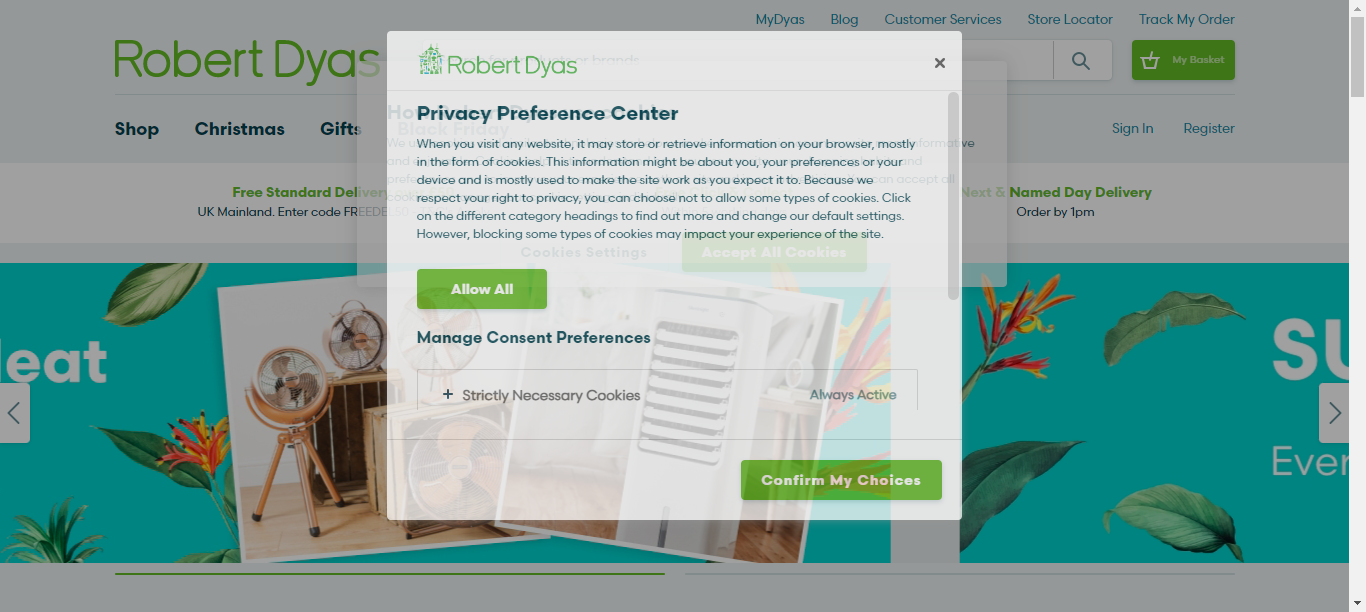 MyDyas Blog Customer Services Store Locator Track My Order
Robert Dyas
My Basket
Shop Christmas Gifts Black Friday
Sign In Register
Free Standard Delivery
UK Mainland. Enter code
Next & Named Day Delivery
Order by 1pm
Robert Dyas
Privacy Preference Center
When you visit any website, it may store or retrieve information on your browser, mostly
in the form of cookies. This information might be about you, your preferences or your
device and is mostly used to make the site work as you expect it to. Because we
respect your right to privacy, you can choose not to allow some types of cookies. Click
on the different category headings to find out more and change our default settings.
However, blocking some types of cookies may impact your experience of the site.
Cookies Settings Accept All Cookies
Allow All
Manage Consent Preferences
+ Strictly Necessary Cookies Always Active
Confirm My Choices
eat
SU
Ever